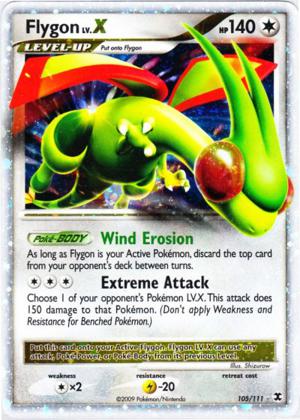 Flygon LV.X HP140
LEVEL-UP Put onto Flygon
Poké-BODY Wind Erosion
As long as Flygon is your Active Pokémon, discard the top card
from your opponent's deck between turns.
Extreme Attack
Choose 1 of your opponent's Pokémon LV.X. This attack does
150 damage to that Pokémon. (Don't apply Weakness and
Resistance for Benched Pokémon.)
Put this card onto your Active Flygon. Flygon LV.X can use any
attack, Poké-Power, or Poké-Body from its previous Level.
Illus. Shizurow
weakness resistance retreat cost
×2 -20
©2009 Pokémon/Nintendo 105/111